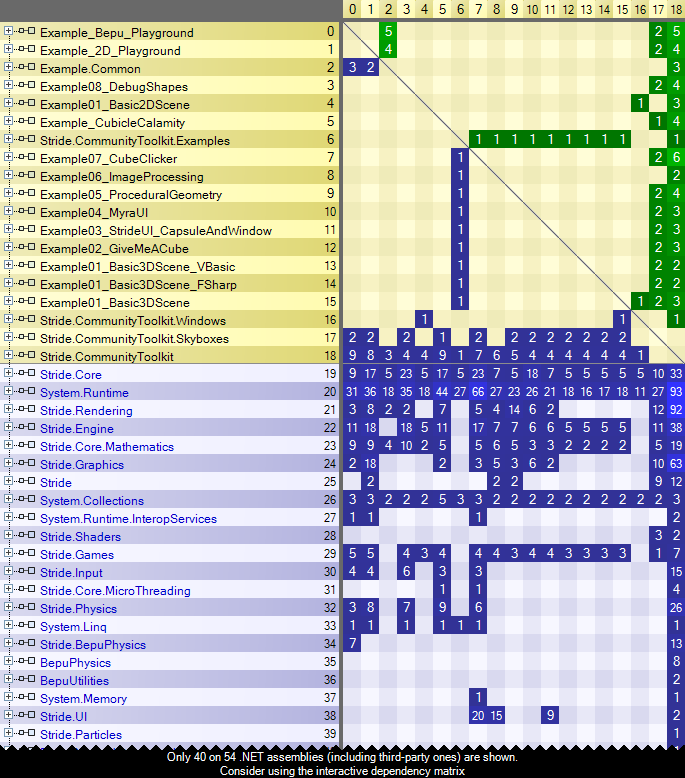 0 1 2 3 4 5 6 7 8 9 10 11 12 13 14 15 16 17 18
Example_Bepu_Playground 0 5 2 5
Example_2D_Playground 1 4 2 4
Example.Common 2 3 2 3
Example08_DebugShapes 3 2 4
Example01_Basic2DScene 4 1 3
Example_CubicleCalamity 5 1 4
Stride.CommunityToolkit.Examples 6 1 1 1 1 1 1 1 1 1 1
Example07_CubeClicker 7 1 2 6
Example06_ImageProcessing 8 1 2
Example05_ProceduralGeometry 9 1 2 4
Example04_MyraUI 10 1 2 3
Example03_StrideUI_CapsuleAndWindow 11 1 2 3
Example02_GiveMeACube 12 1 2 3
Example01_Basic3DScene_VBasic 13 1 2 2
Example01_Basic3DScene_FSharp 14 1 2 2
Example01_Basic3DScene 15 1 1 2 3
Stride.CommunityToolkit.Windows 16 1 1 1
Stride.CommunityToolkit.Skyboxes 17 2 2 2 1 2 2 2 2 2 2 2 2
Stride.CommunityToolkit 18 9 8 3 4 4 9 1 7 6 5 4 4 4 4 4 4 1
Stride.Core 19 9 17 5 23 5 17 5 23 7 5 18 7 5 5 5 5 5 10 33
System.Runtime 20 31 36 18 35 18 44 27 66 27 23 26 21 18 16 17 18 11 27 93
Stride.Rendering 21 3 8 2 2 7 5 4 14 6 2 12 92
Stride.Engine 22 11 18 18 5 11 17 7 7 6 6 5 5 5 5 11 38
Stride.Core.Mathematics 23 9 9 4 10 2 5 5 6 5 3 3 2 2 2 2 5 19
Stride.Graphics 24 2 18 2 3 5 3 6 2 10 63
Stride 25 2 2 2 9 12
System.Collections 26 3 3 2 2 2 5 3 3 2 2 2 2 2 2 2 2 2 2 3
System.Runtime.InteropServices 27 1 1 1 2
Stride.Shaders 28 3 2
Stride.Games 29 5 5 4 3 4 4 4 3 4 4 3 3 3 3 1 7
Stride.Input 30 4 4 6 3 3 15
Stride.Core.MicroThreading 31 1 1 4
Stride.Physics 32 3 8 7 9 6 26
System.Linq 33 1 1 1 1 1 1 1
Stride.BepuPhysics 34 7 13
BepuPhysics 35 8
BepuUtilities 36 2
System.Memory 37 1 1
Stride.UI 38 20 15 9 2
Stride.Particles 39 1
Only 40 on 54 .NET assemblies (including third-party ones) are shown.
Consider using the interactive dependency matrix